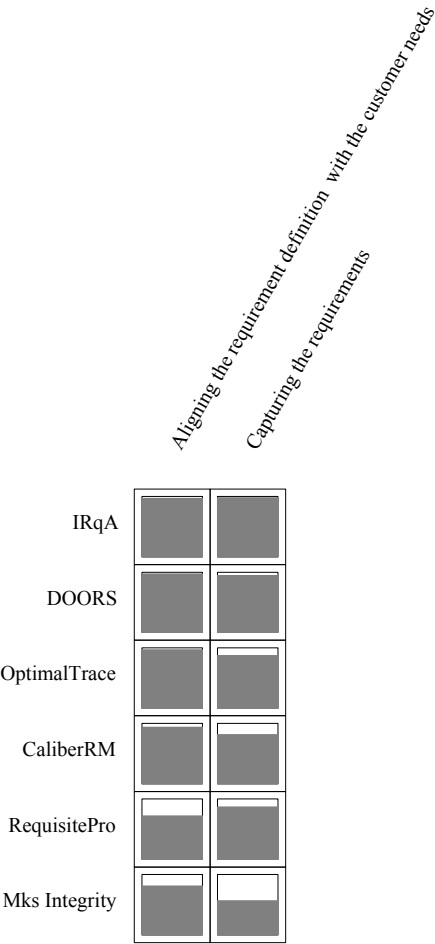 Aligning the requirement definition  with the customer needs
Capturing the requirements
IRqA
DOORS
OptimalTrace
CaliberRM
RequisitePro
Mks Integrity